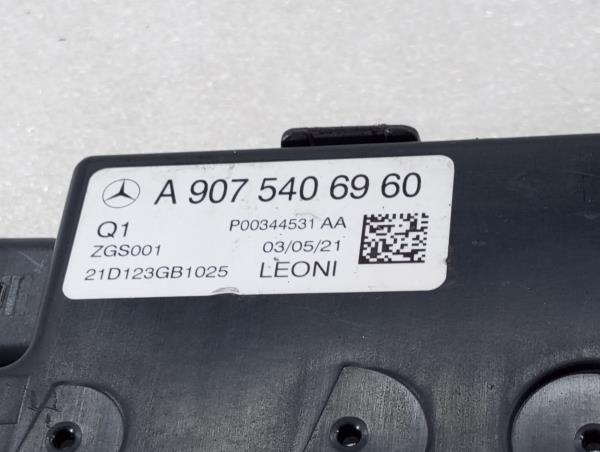 A 907 540 69 60
Q1 P00344531 AA
ZGS001 03/05/21
21D123GB1025 LEONI